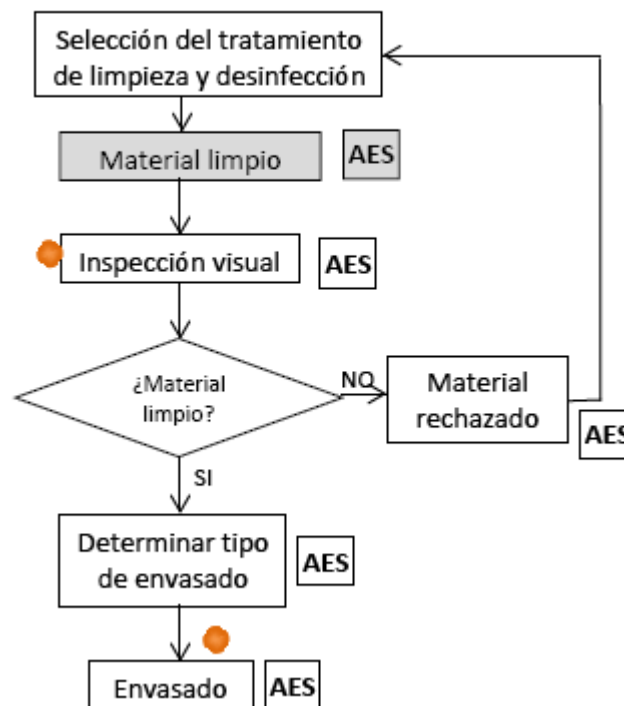 Selección del tratamiento
de limpieza y desinfección
Material limpio
AES
Inspección visual
AES
¿Material
limpio?
NO
Material
rechazado
AES
SI
Determinar tipo
de envasado
AES
Envasado
AES